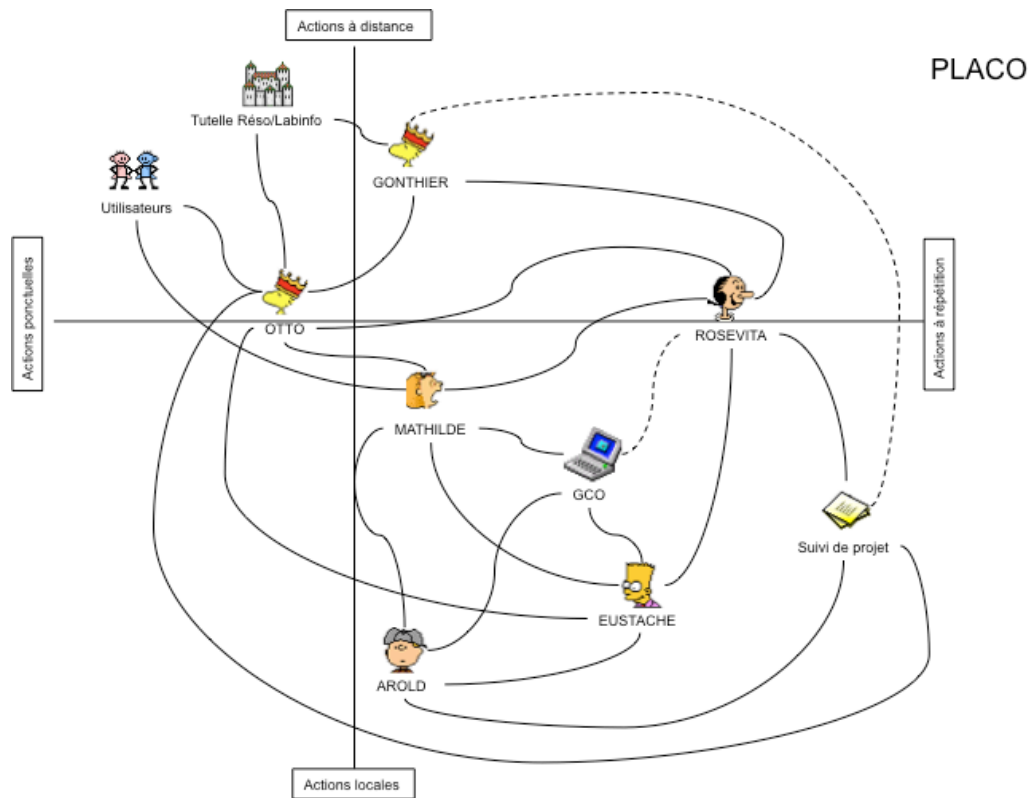 Actions à distance
PLACO
Tutelle Réso/Labinfo
GONTHIER
Utilisateurs
Actions ponctuelles
Actions à répétition
OTTO
ROSEVITA
MATHILDE
GCO
Suivi de projet
EUSTACHE
AROLD
Actions locales